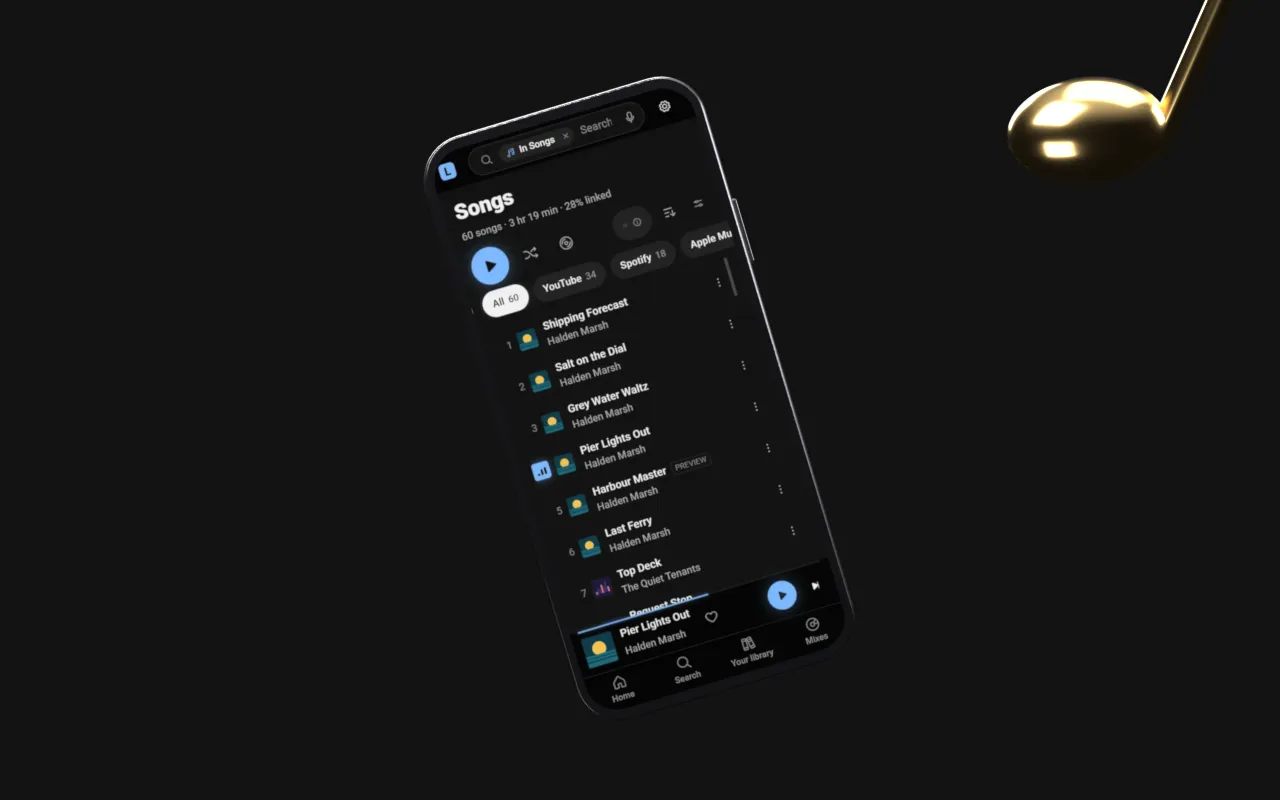 L
In Songs × Search
Songs
60 songs · 3 hr 19 min · 28% linked
All 60
YouTube 34
Spotify 18
Apple Mu
1
Shipping Forecast
Halden Marsh
2
Salt on the Dial
Halden Marsh
3
Grey Water Waltz
Halden Marsh
Pier Lights Out
Halden Marsh
5
Harbour Master PREVIEW
Halden Marsh
6
Last Ferry
Halden Marsh
7
Top Deck
The Quiet Tenants
Request Stop
Pier Lights Out
Halden Marsh
Home
Search
Your library
Mixes